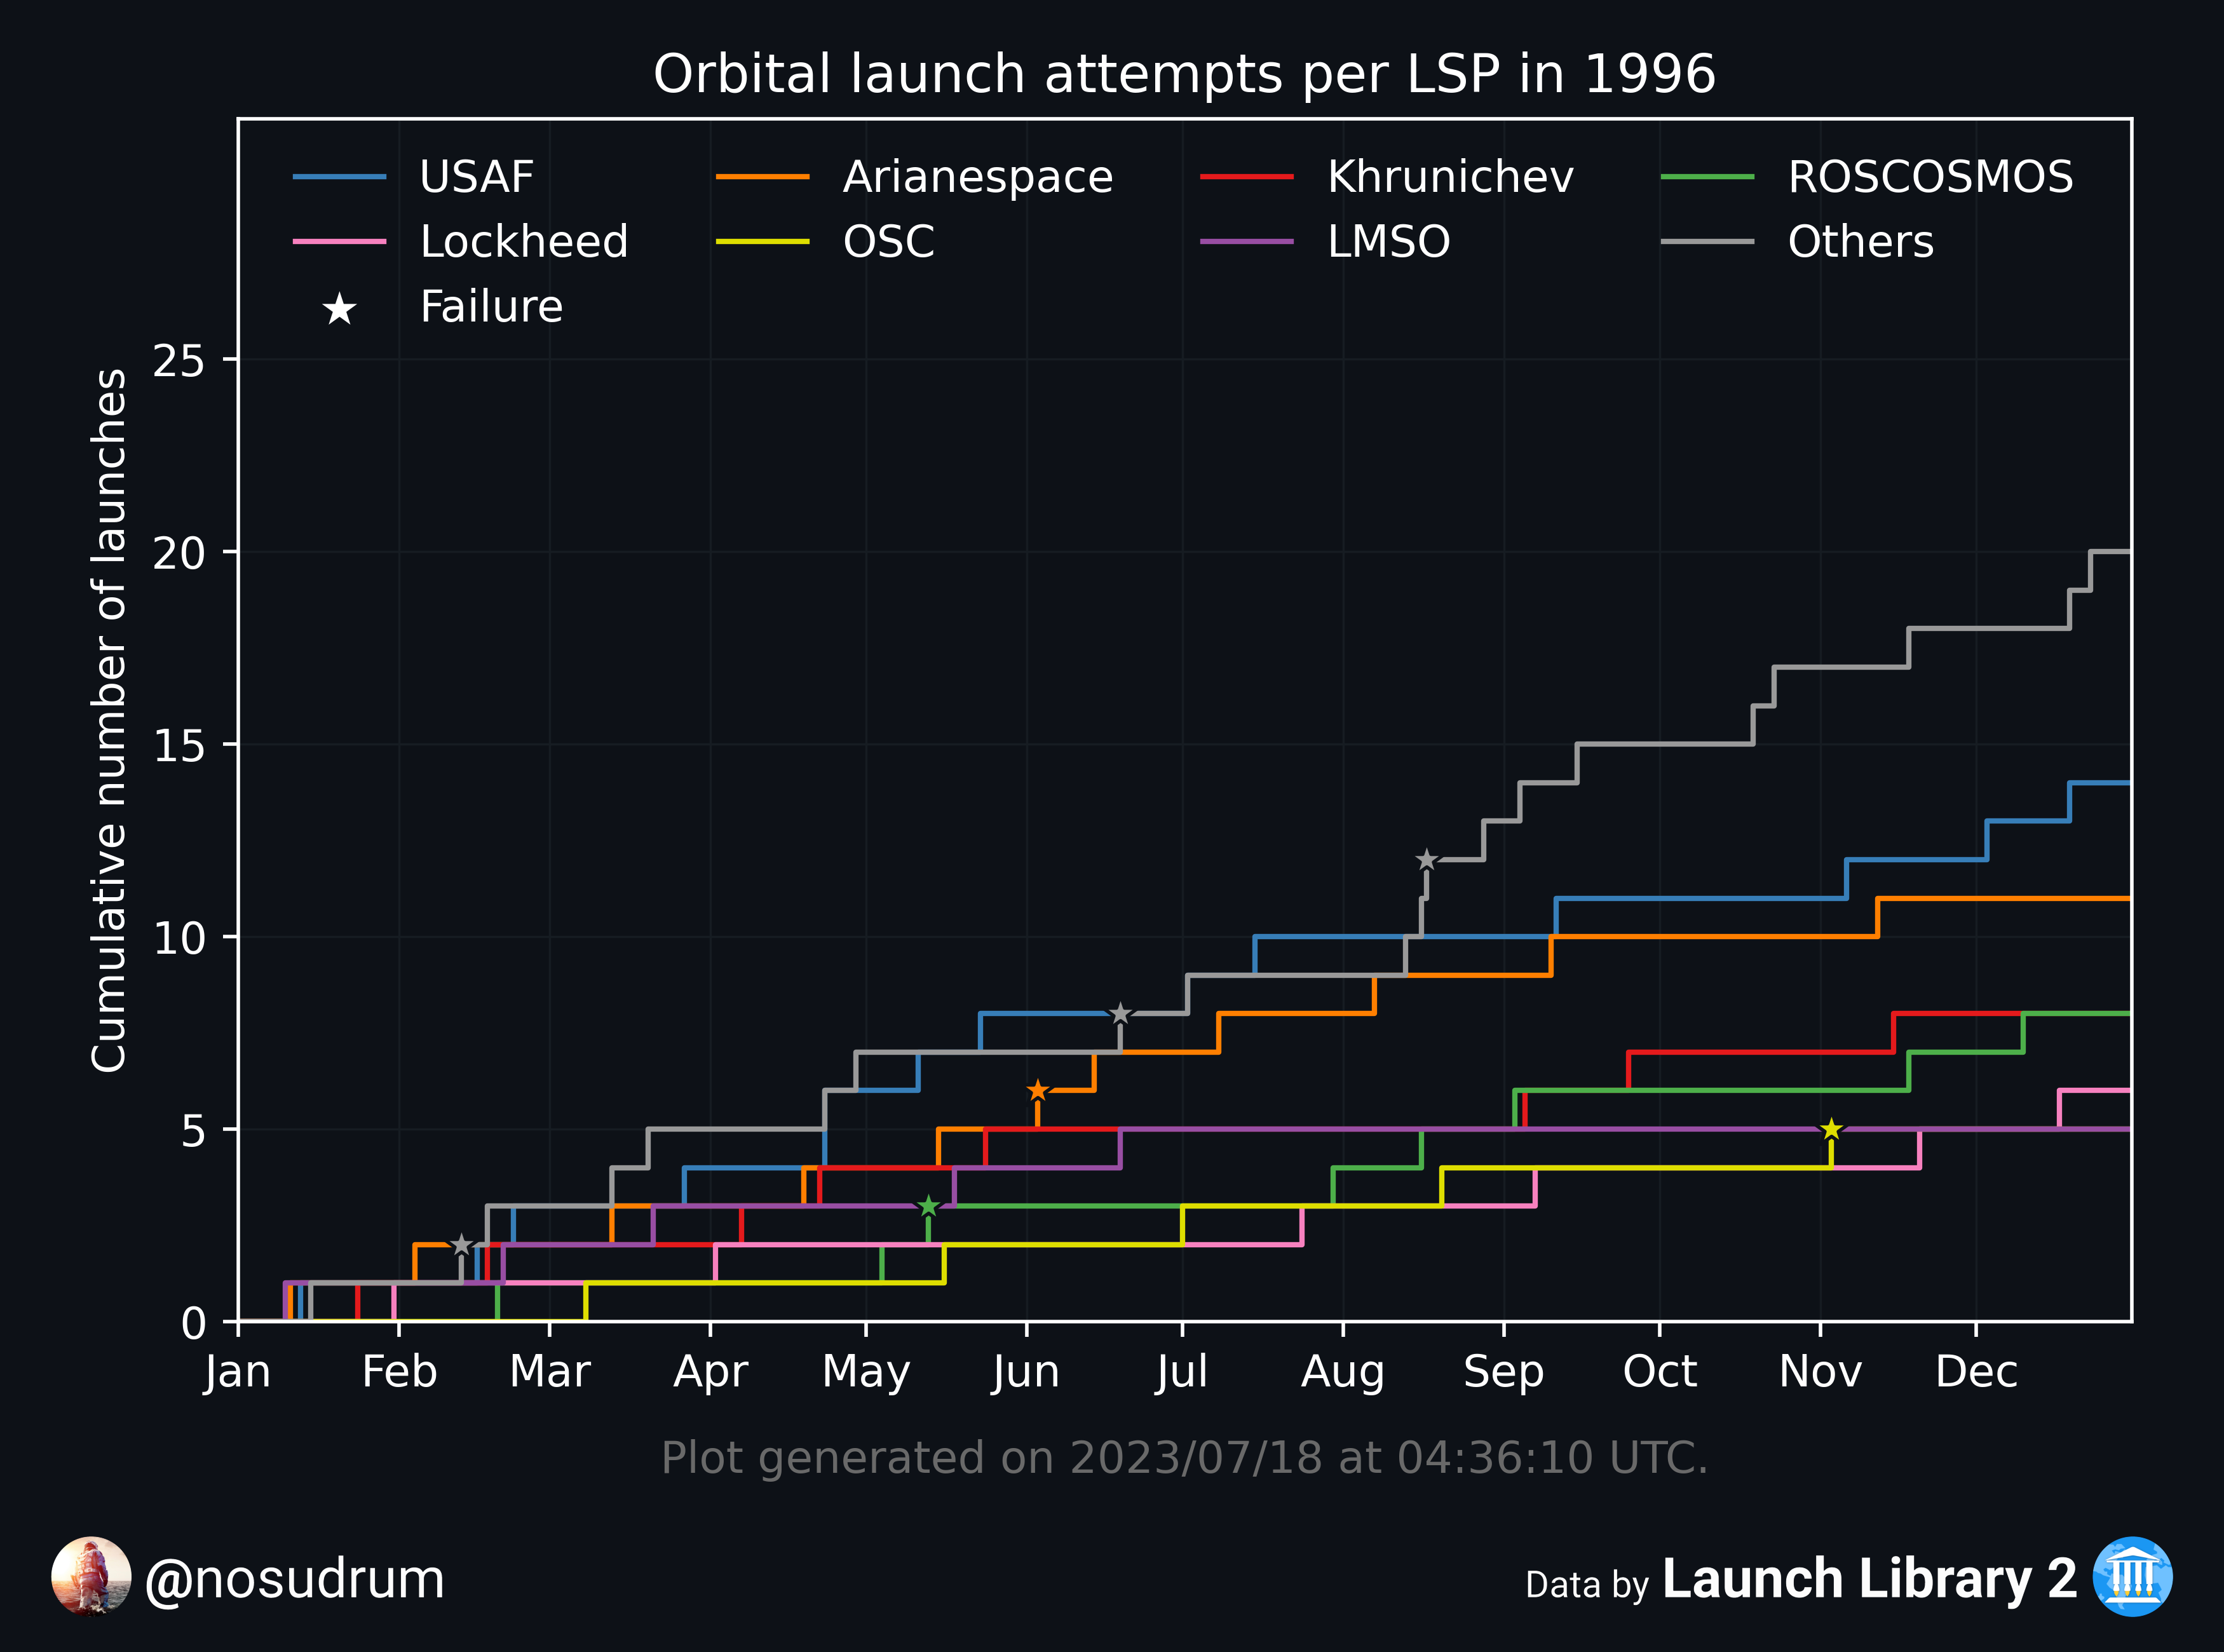 Orbital launch attempts per LSP in 1996
USAF Arianespace Khrunichev ROSCOSMOS
Lockheed OSC LMSO Others
Failure
Cumulative number of launches
25
20
15
10
5
0
Jan Feb Mar Apr May Jun Jul Aug Sep Oct Nov Dec
Plot generated on 2023/07/18 at 04:36:10 UTC.
@nosudrum
Data by Launch Library 2